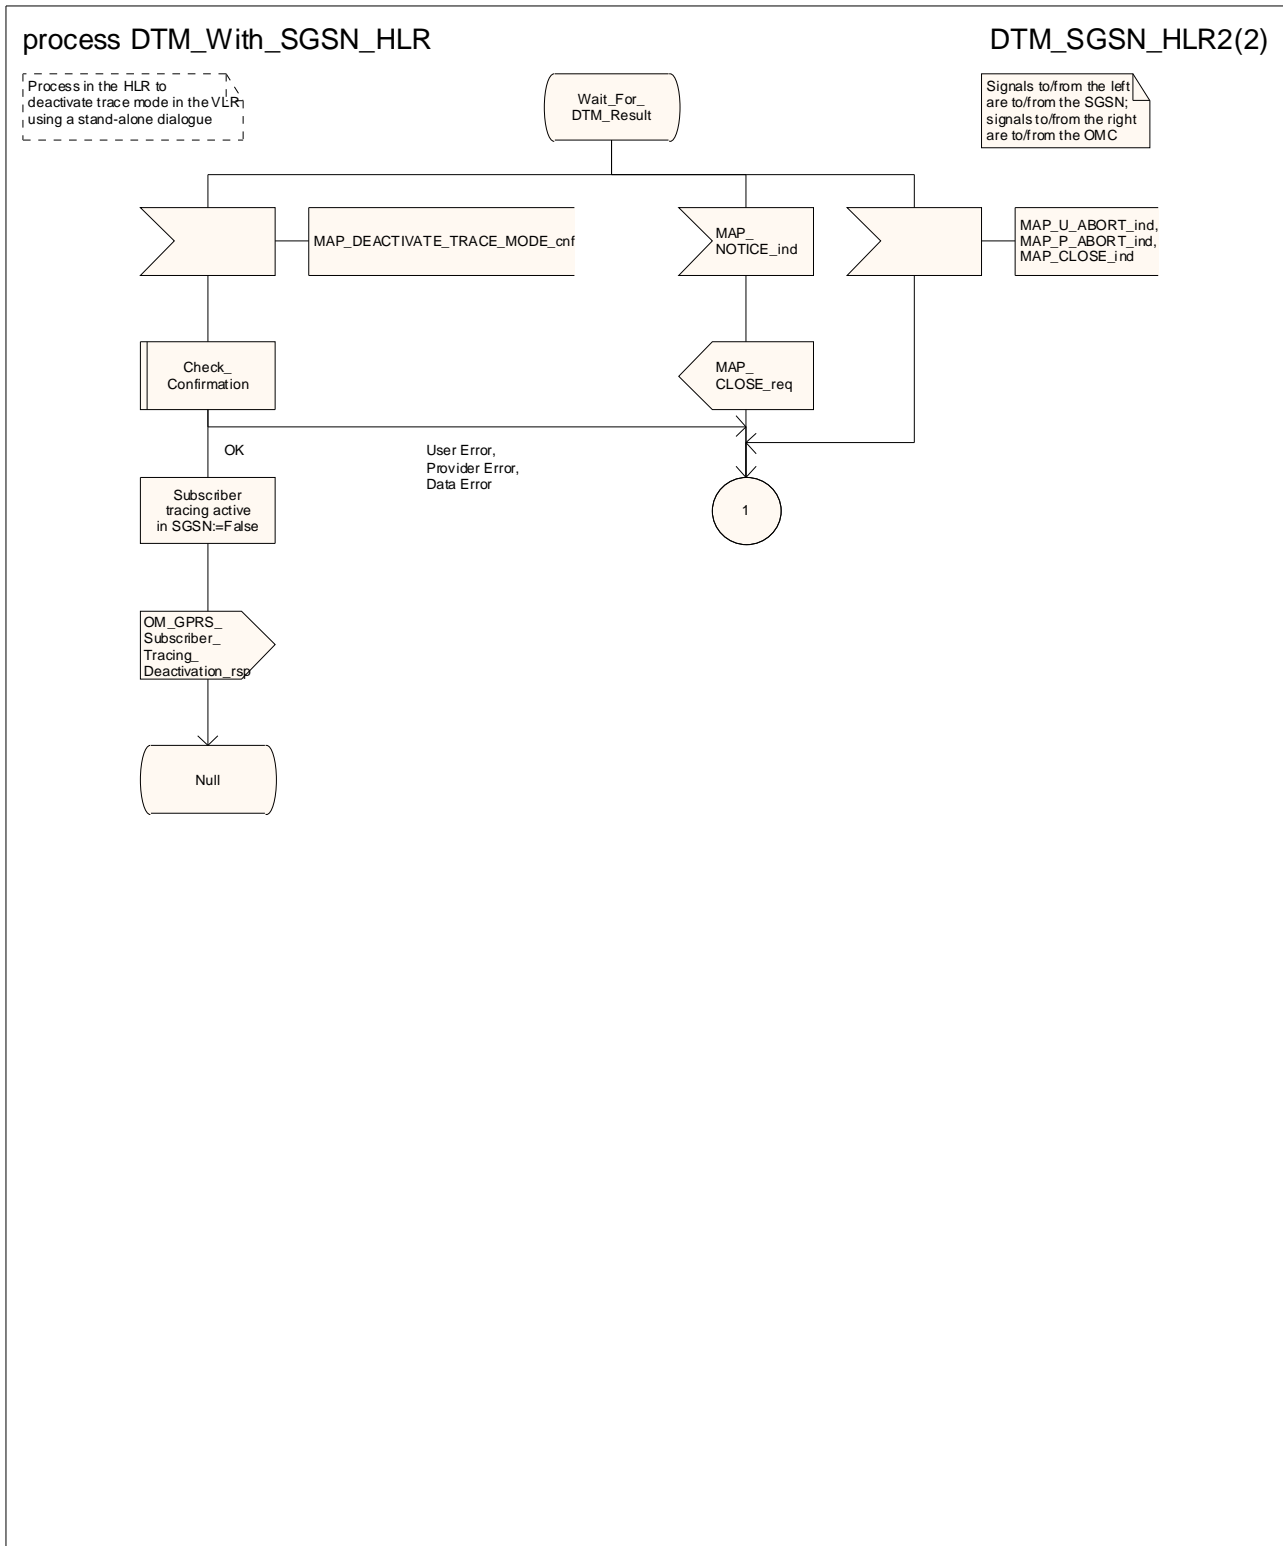 process DTM_With_SGSN_HLR
DTM_SGSN_HLR2(2)
Process in the HLR to
deactivate trace mode in the VLR
using a stand-alone dialogue
Wait_For_
DTM_Result
Signals to/from the left
are to/from the SGSN;
signals to/from the right
are to/from the OMC
MAP_DEACTIVATE_TRACE_MODE_cnf
MAP_
NOTICE_ind
MAP_U_ABORT_ind,
MAP_P_ABORT_ind,
MAP_CLOSE_ind
Check_
Confirmation
MAP_
CLOSE_req
OK
User Error,
Provider Error,
Data Error
Subscriber
tracing active
in SGSN:=False
1
OM_GPRS_
Subscriber_
Tracing_
Deactivation_rsp
Null